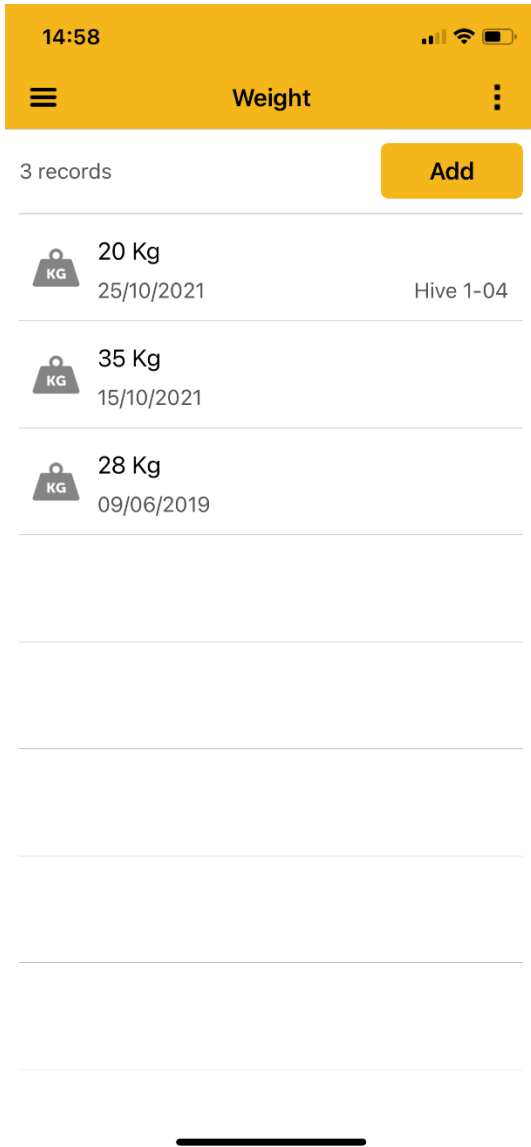 14:58
Weight
3 records Add
KG 20 Kg
25/10/2021 Hive 1-04
KG 35 Kg
15/10/2021
KG 28 Kg
09/06/2019